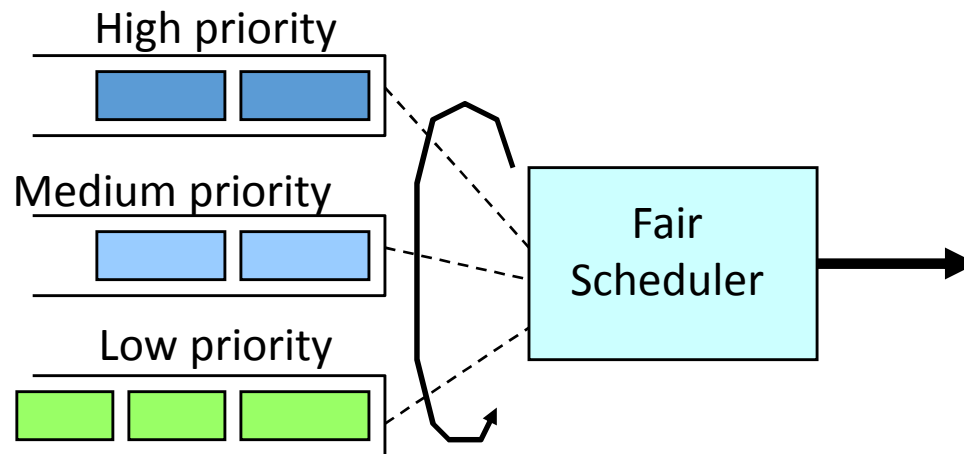 High priority
Medium priority
Low priority
Fair
Scheduler